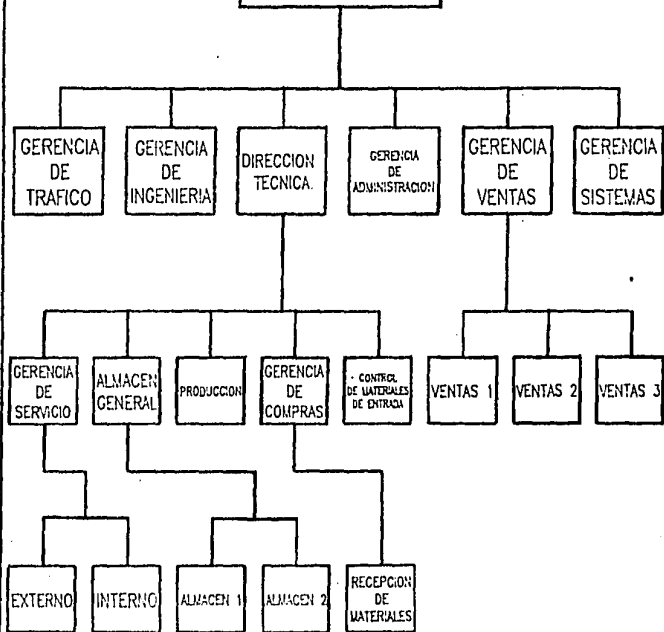 GERENCIA
DE
TRAFICO
GERENCIA
DE
INGENIERIA
DIRECCION
TECNICA.
GERENCIA
DE
ADMINISTRACION
GERENCIA
DE
VENTAS
GERENCIA
DE
SISTEMAS
GERENCIA
DE
SERVICIO
ALMACEN
GENERAL
PRODUCCION
GERENCIA
DE
COMPRAS
CONTROL
DE MATERIALES
DE ENTRADA
VENTAS 1
VENTAS 2
VENTAS 3
EXTERNO
INTERNO
ALMACEN 1
ALMACEN 2
RECEPCION
DE
MATERIALES